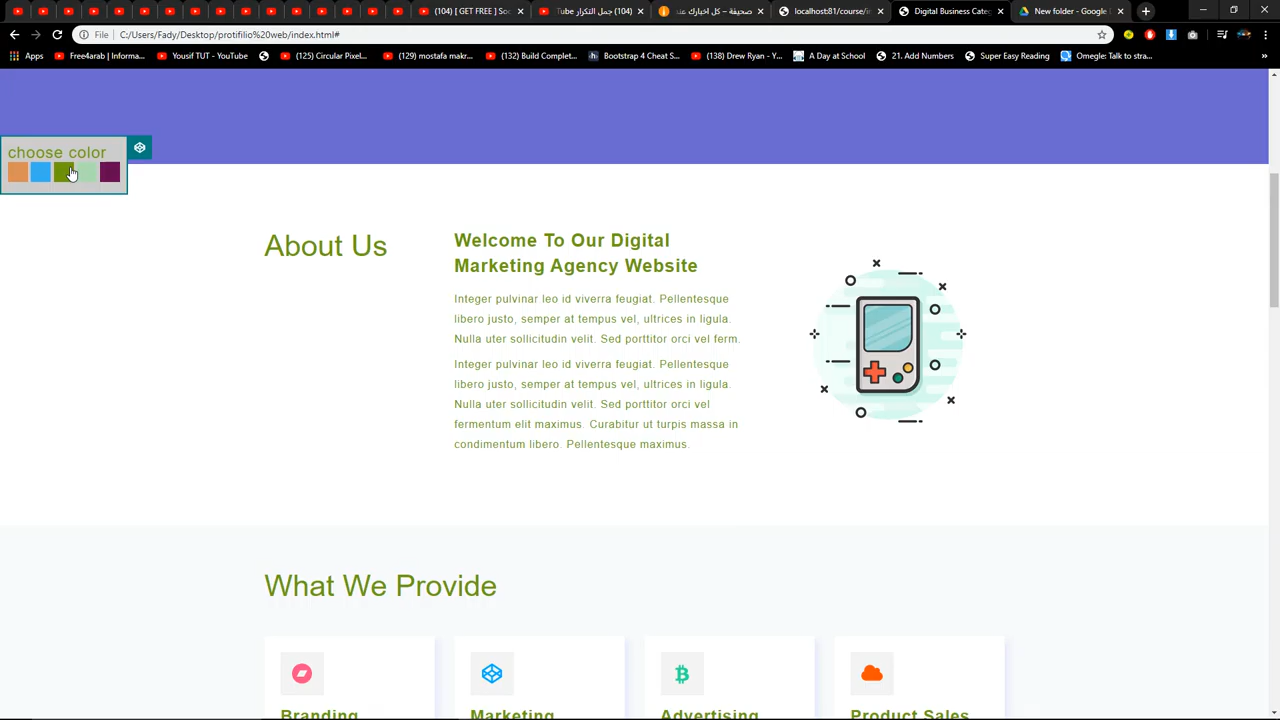 (104) [ GET FREE ] Soc
(104) جمل التكرار Tube
صحيفة – كل اخبارك عند
localhost81/course/in
Digital Business Categ
New folder - Google D
File C:/Users/Fady/Desktop/protifilio%20web/index.html#
Apps
Free4arab | Informa...
Yousif TUT - YouTube
(125) Circular Pixel...
(129) mostafa makr...
(132) Build Complet...
Bootstrap 4 Cheat S...
(138) Drew Ryan - Y...
A Day at School
21. Add Numbers
Super Easy Reading
Omegle: Talk to stra...
choose color
About Us
Welcome To Our Digital
Marketing Agency Website
Integer pulvinar leo id viverra feugiat. Pellentesque
libero justo, semper at tempus vel, ultrices in ligula.
Nulla uter sollicitudin velit. Sed porttitor orci vel ferm.
Integer pulvinar leo id viverra feugiat. Pellentesque
libero justo, semper at tempus vel, ultrices in ligula.
Nulla uter sollicitudin velit. Sed porttitor orci vel
fermentum elit maximus. Curabitur ut turpis massa in
condimentum libero. Pellentesque maximus.
What We Provide
Branding
Marketing
Advertising
Product Sales